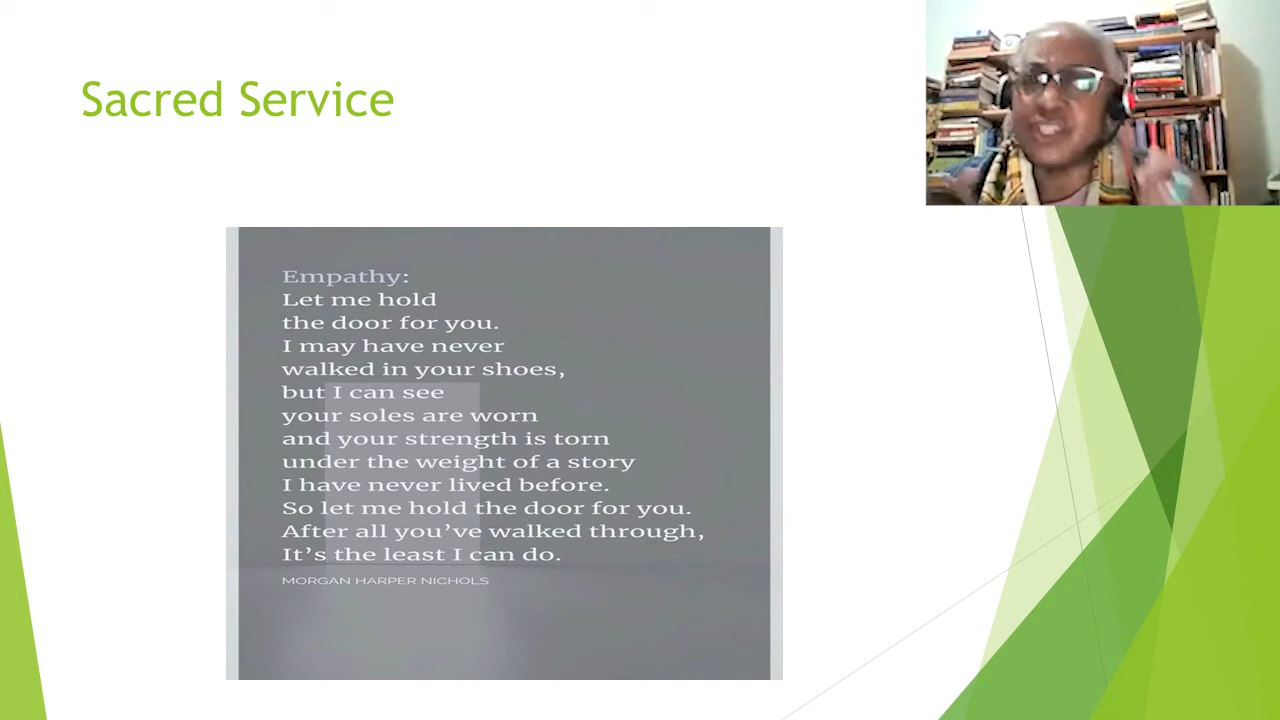 Sacred Service
Empathy:
Let me hold
the door for you.
I may have never
walked in your shoes,
but I can see
your soles are worn
and your strength is torn
under the weight of a story
I have never lived before.
So let me hold the door for you.
After all you’ve walked through,
It’s the least I can do.
MORGAN HARPER NICHOLS